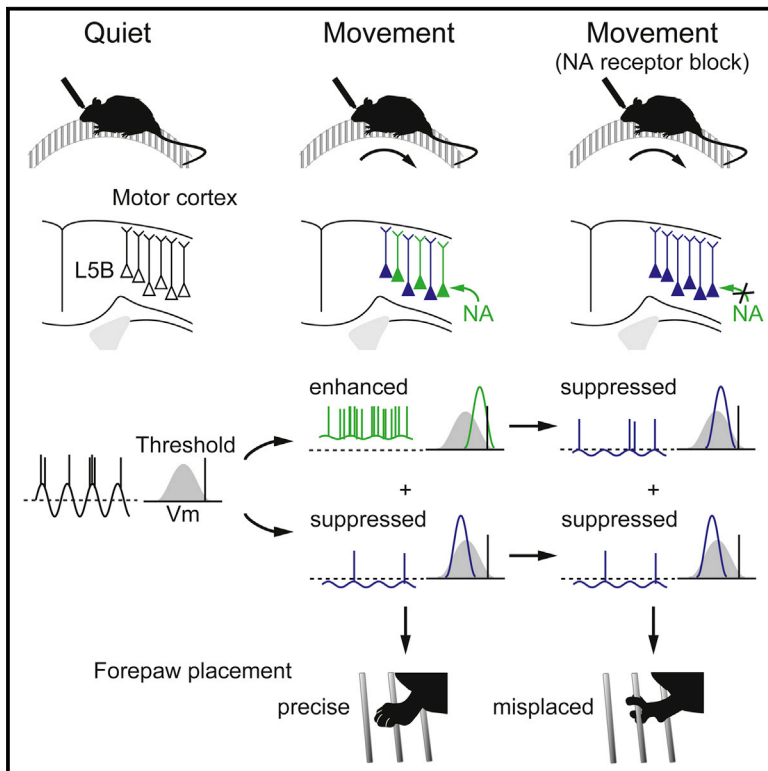 Quiet
Movement
Movement
(NA receptor block)
Motor cortex
L5B
NA
NA
enhanced
suppressed
Threshold
Vm
+
+
suppressed
suppressed
Forepaw placement
precise
misplaced